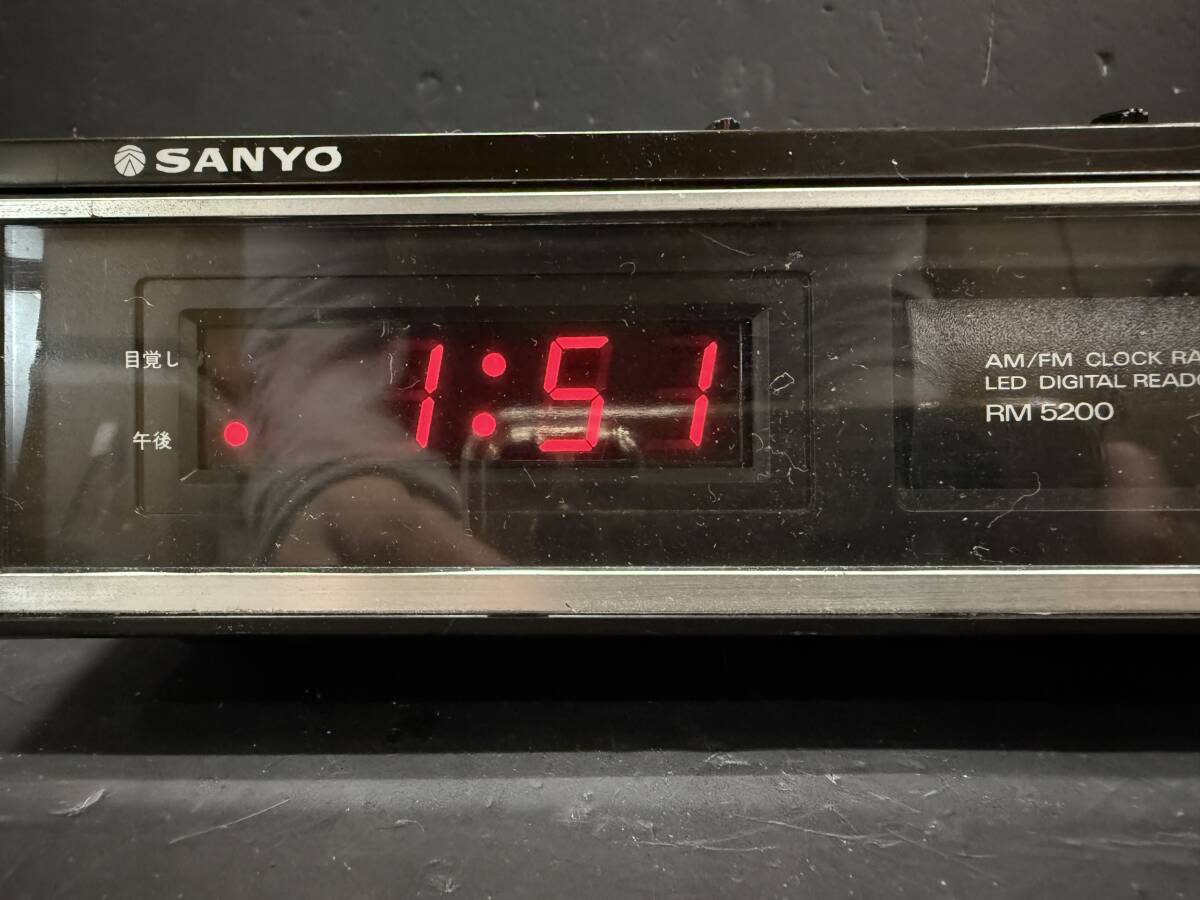 SANYO
目覚し
午後
1:51
AM/FM CLOCK RA
LED DIGITAL READO
RM 5200